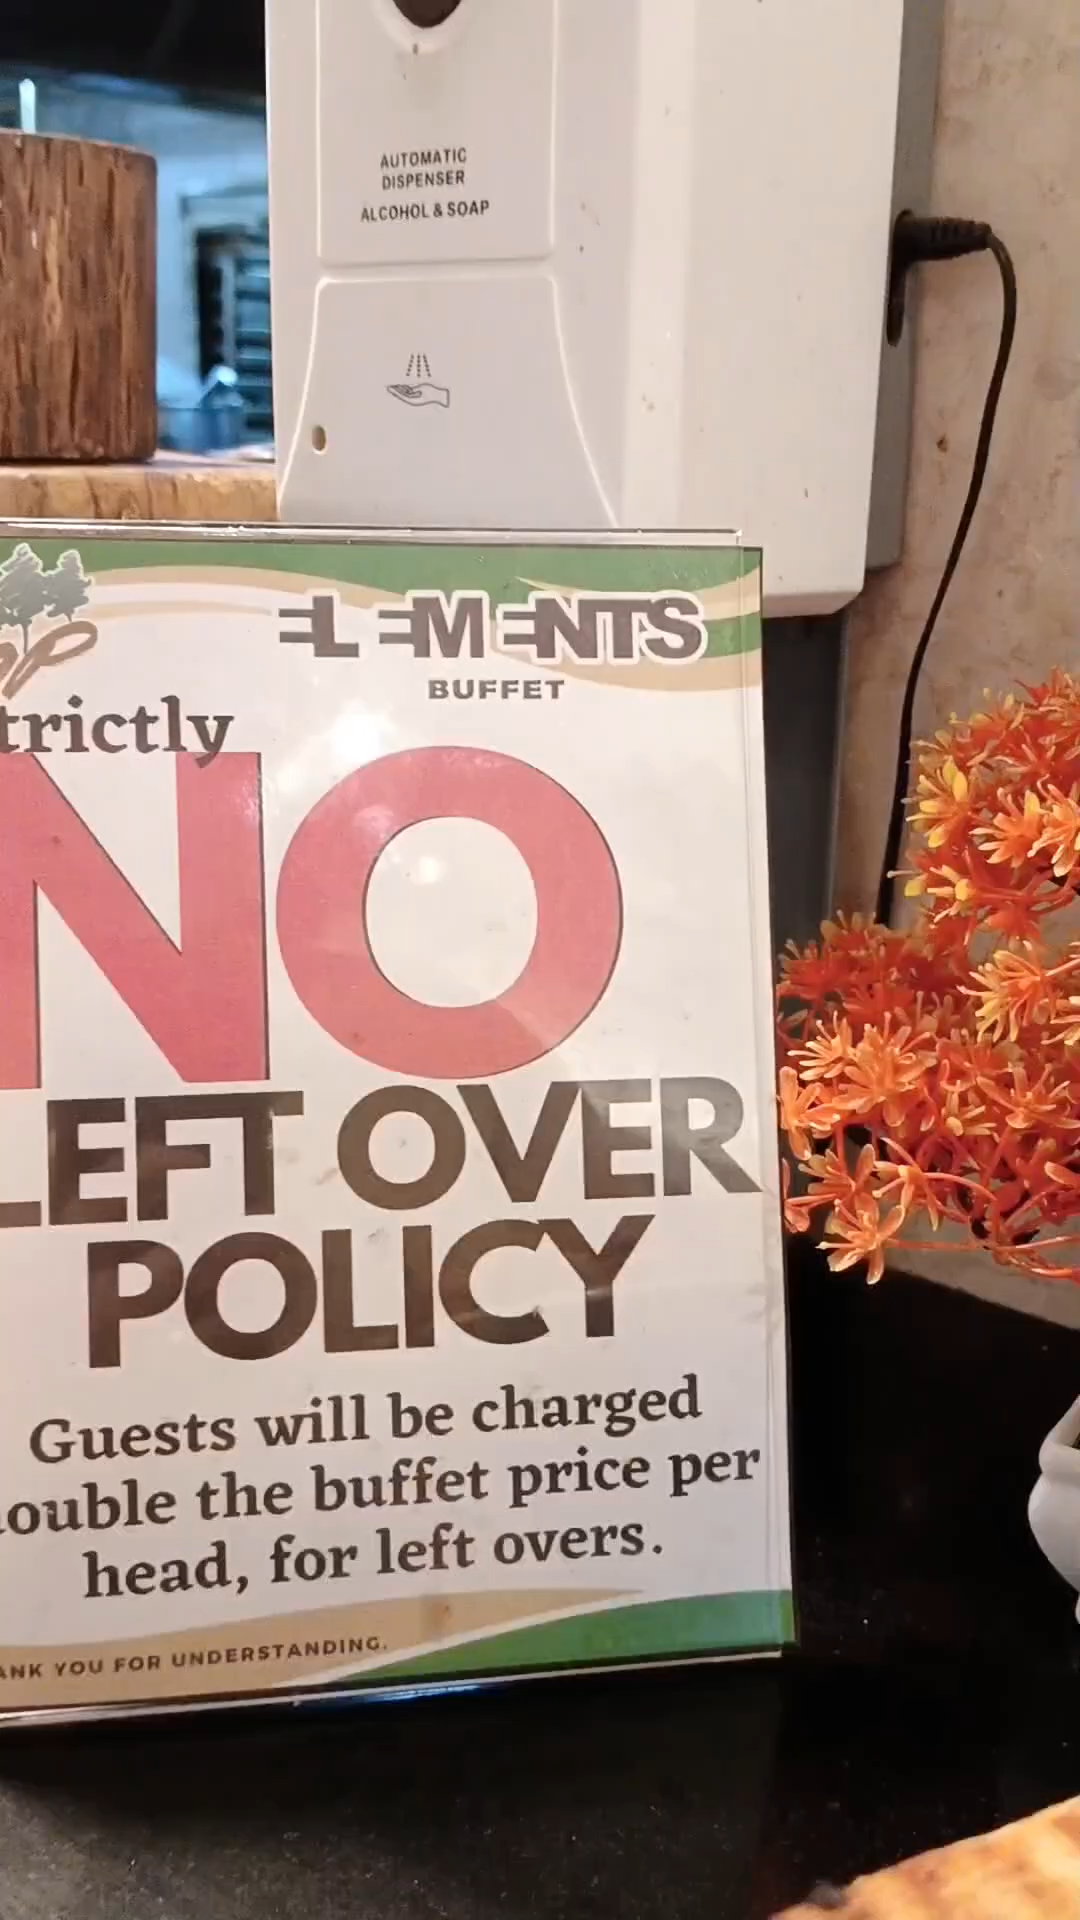 AUTOMATIC
DISPENSER
ALCOHOL & SOAP
ELEMENTS
BUFFET
trictly
NO
LEFT OVER
POLICY
Guests will be charged
ouble the buffet price per
head, for left overs.
ANK YOU FOR UNDERSTANDING.